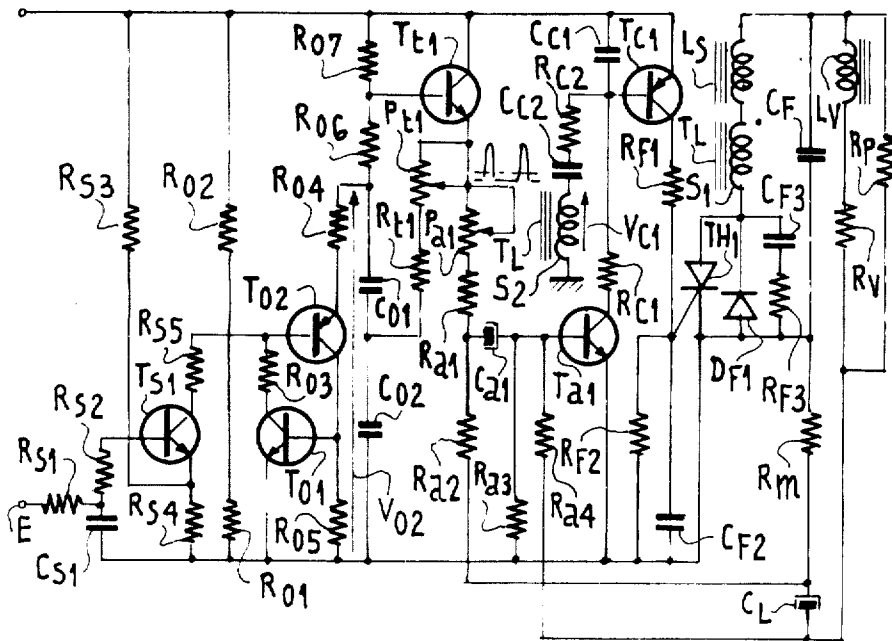 R07
Tt1
CC1
TC1
LS
RC2
CC2
CF
LV
R06
Pt1
RF1
TL
RP
RS3
R02
R04
S1
CF3
VC1
TH1
Rt1
Pa1
TL
S2
RV
T02
C01
RC1
RS5
Ra1
Ca1
Ta1
DF1
RF3
TS1
R03
C02
RS2
RS1
Ra2
Ra3
RF2
Rm
T01
V02
Ra4
E
RS4
R05
CS1
R01
CF2
CL